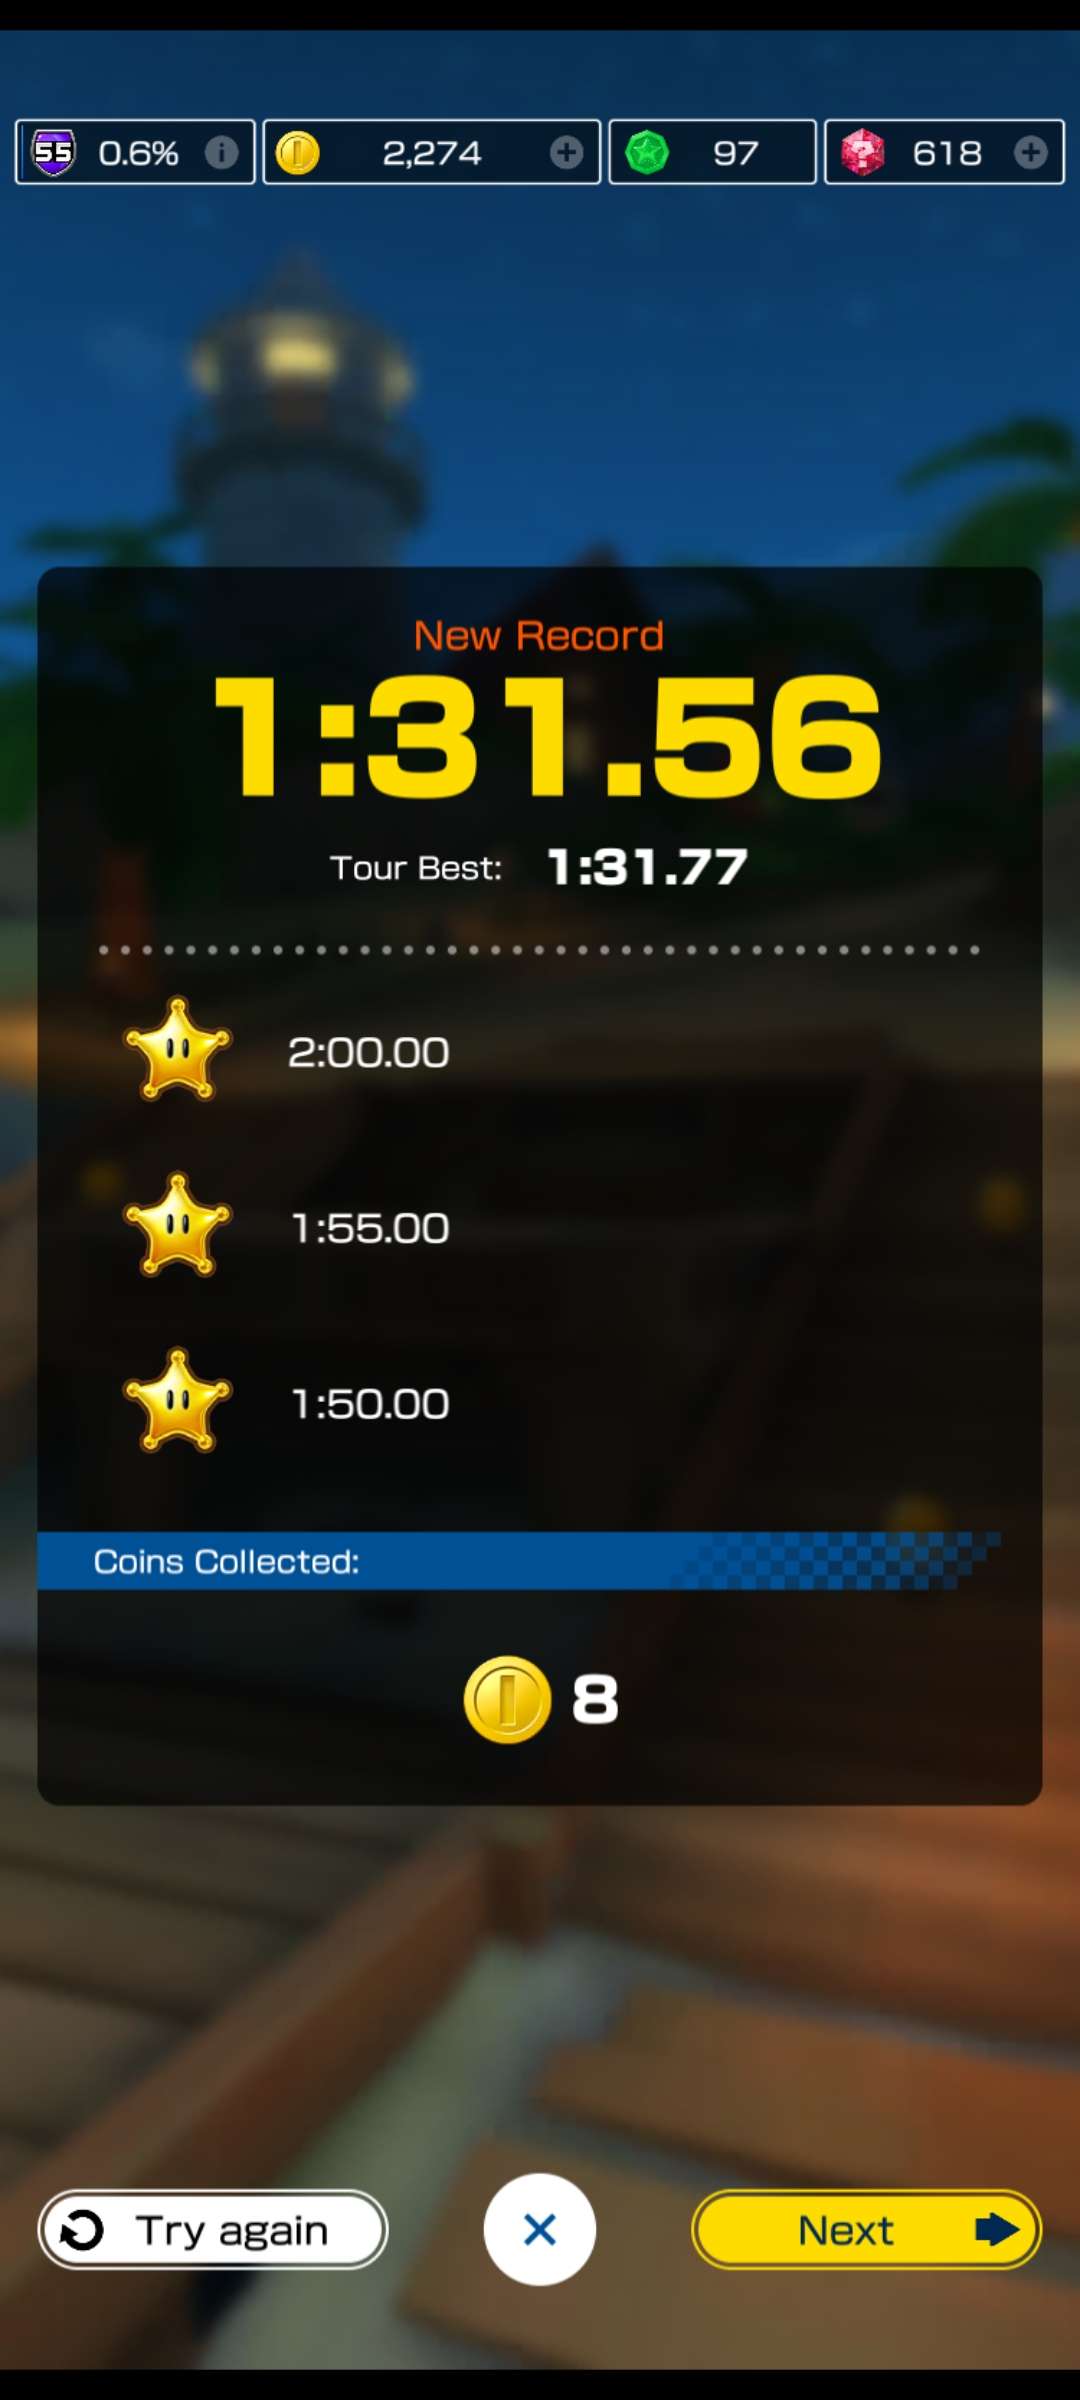 55 0.6% i 2,274 + 97 ? 618 +
New Record
1:31.56
Tour Best: 1:31.77
2:00.00
1:55.00
1:50.00
Coins Collected:
8
Try again × Next